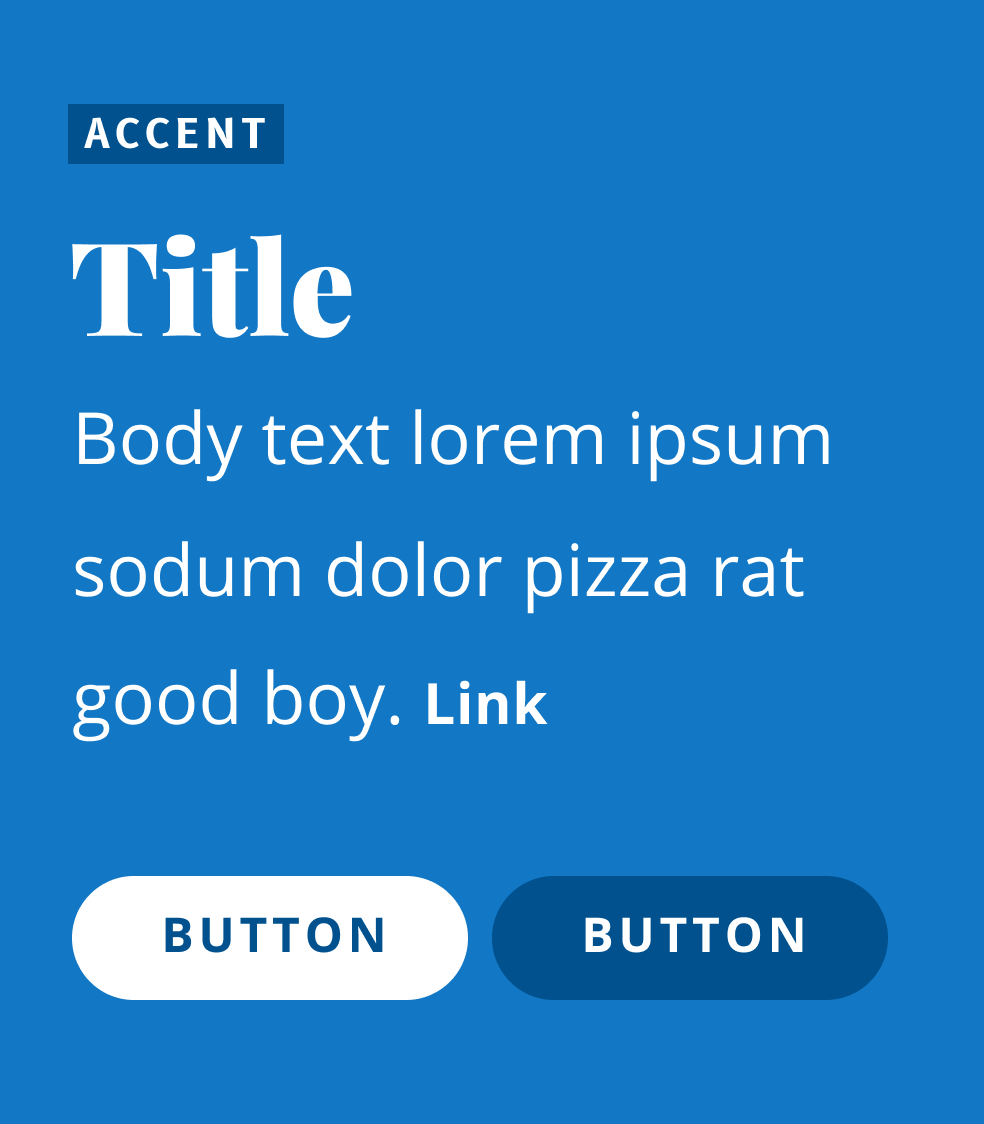 ACCENT
Title
Body text lorem ipsum
sodum dolor pizza rat
good boy. Link
BUTTON BUTTON